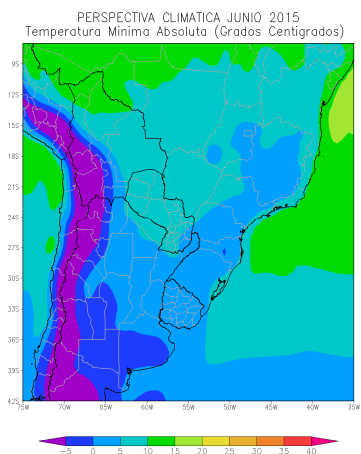 PERSPECTIVA CLIMATICA JUNIO 2015
Temperatura Minima Absoluta (Grados Centigrados)
9S
12S
15S
18S
21S
24S
27S
30S
33S
36S
39S
42S
75W 70W 65W 60W 55W 50W 45W 40W 35W
-5 0 5 10 15 20 25 30 35 40